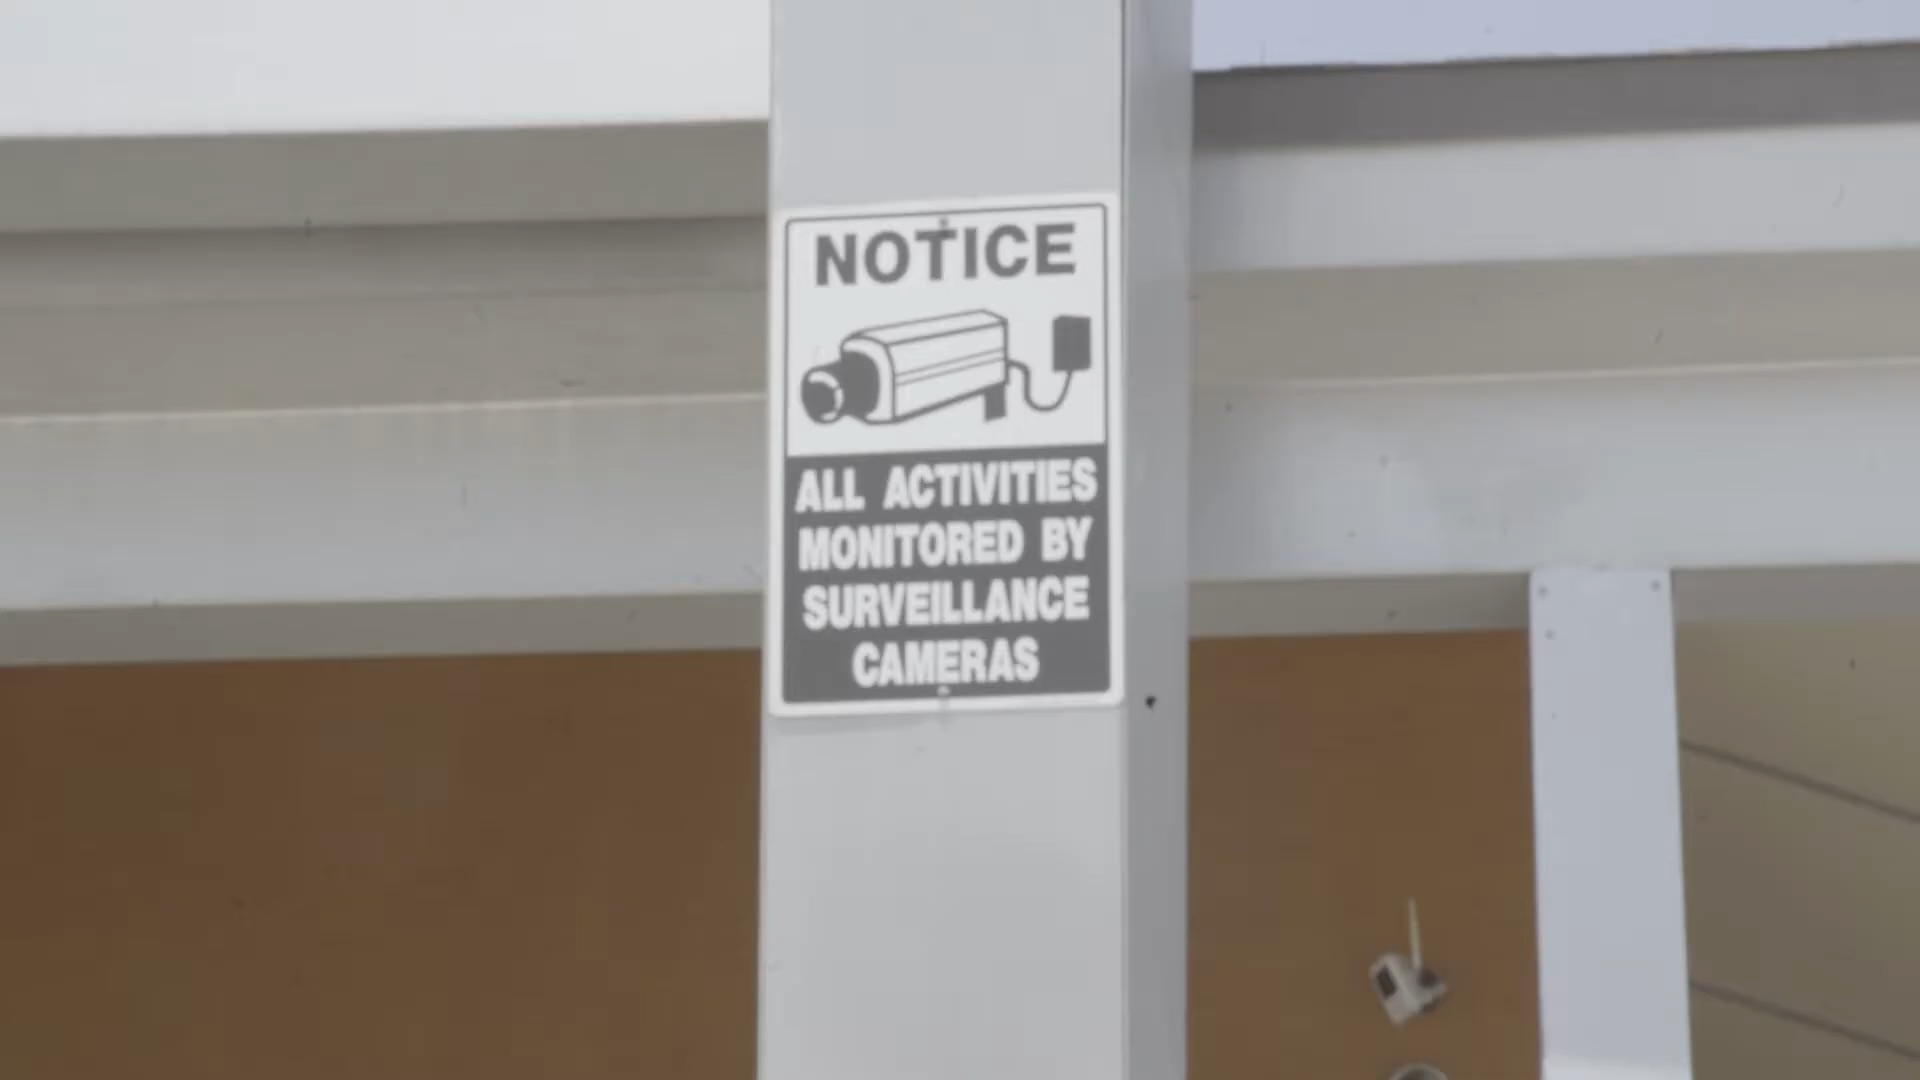 NOTICE
ALL ACTIVITIES
MONITORED BY
SURVEILLANCE
CAMERAS